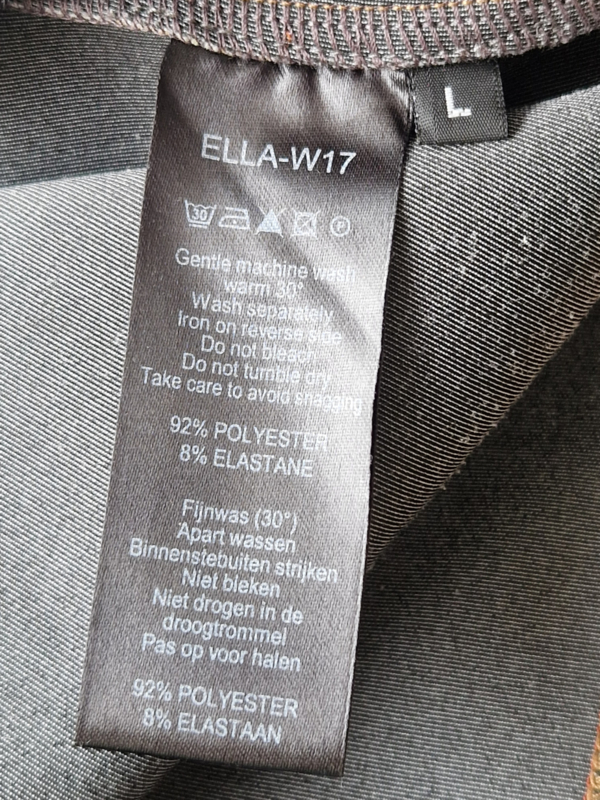 L
ELLA-W17
30
P
Gentle machine wash
warm 30°
Wash separately
Iron on reverse side
Do not bleach
Do not tumble dry
Take care to avoid snagging
92% POLYESTER
8% ELASTANE
Fijnwas (30°)
Apart wassen
Binnenstebuiten strijken
Niet bleken
Niet drogen in de
droogtrommel
Pas op voor halen
92% POLYESTER
8% ELASTAAN